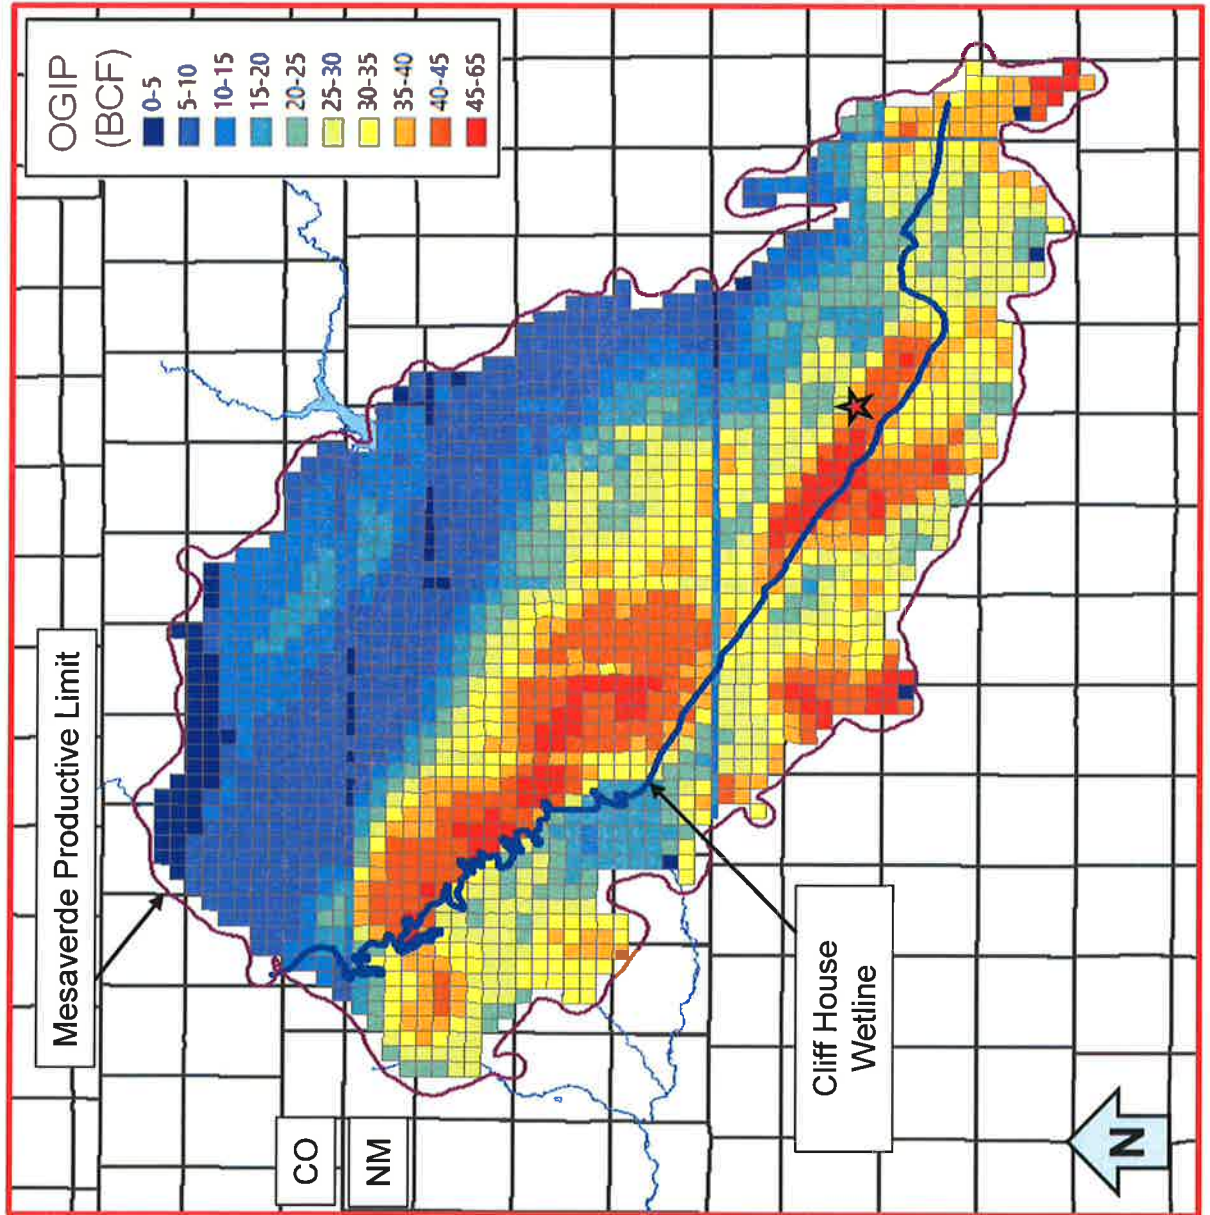 OGIP
(BCF)
0-5
5-10
10-15
15-20
20-25
25-30
30-35
35-40
40-45
45-65
Mesaverde Productive Limit
CO
NM
Cliff House
Wetline
N